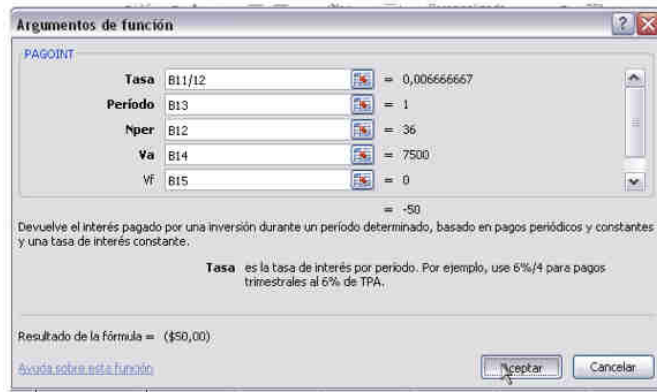 Argumentos de función
PAGOINT
Tasa B11/12 = 0,006666667
Período B13 = 1
Nper B12 = 36
Va B14 = 7500
Vf B15 = 0
= -50
Devuelve el interés pagado por una inversión durante un período determinado, basado en pagos periódicos y constantes
y una tasa de interés constante.
Tasa es la tasa de interés por período. Por ejemplo, use 6%/4 para pagos
trimestrales al 6% de TPA.
Resultado de la fórmula = ($50,00)
Ayuda sobre esta función
Aceptar Cancelar